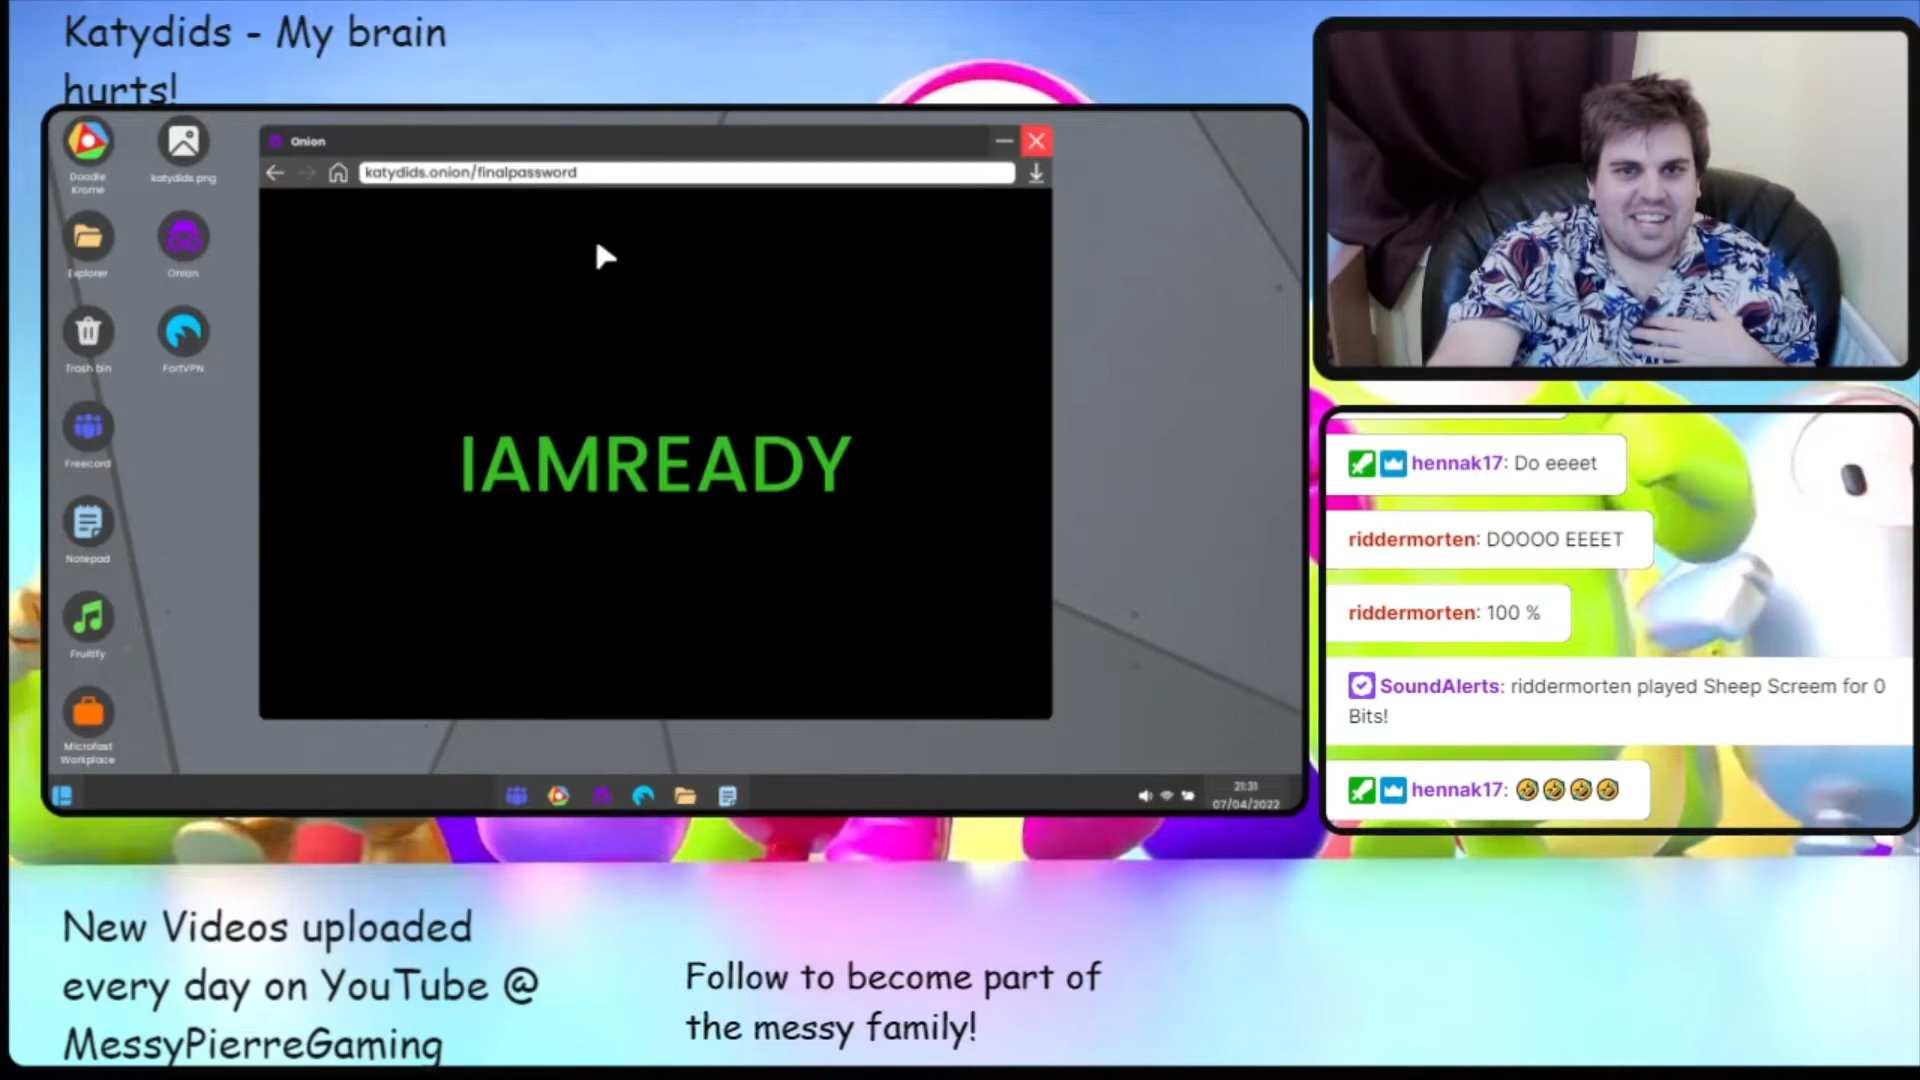 Katydids - My brain
hurts!
Onion
katydids.onion/finalpassword
Doodle
Krome
katydids.png
Explorer
Onion
Trash bin
FortVPN
Freecord
Notepad
Fruitify
Microfast
Workplace
IAMREADY
21:31
07/04/2022
hennak17: Do eeeet
riddermorten: DOOOO EEEET
riddermorten: 100 %
SoundAlerts: riddermorten played Sheep Screem for 0
Bits!
hennak17: 🤣🤣🤣🤣
New Videos uploaded
every day on YouTube @
MessyPierreGaming
Follow to become part of
the messy family!